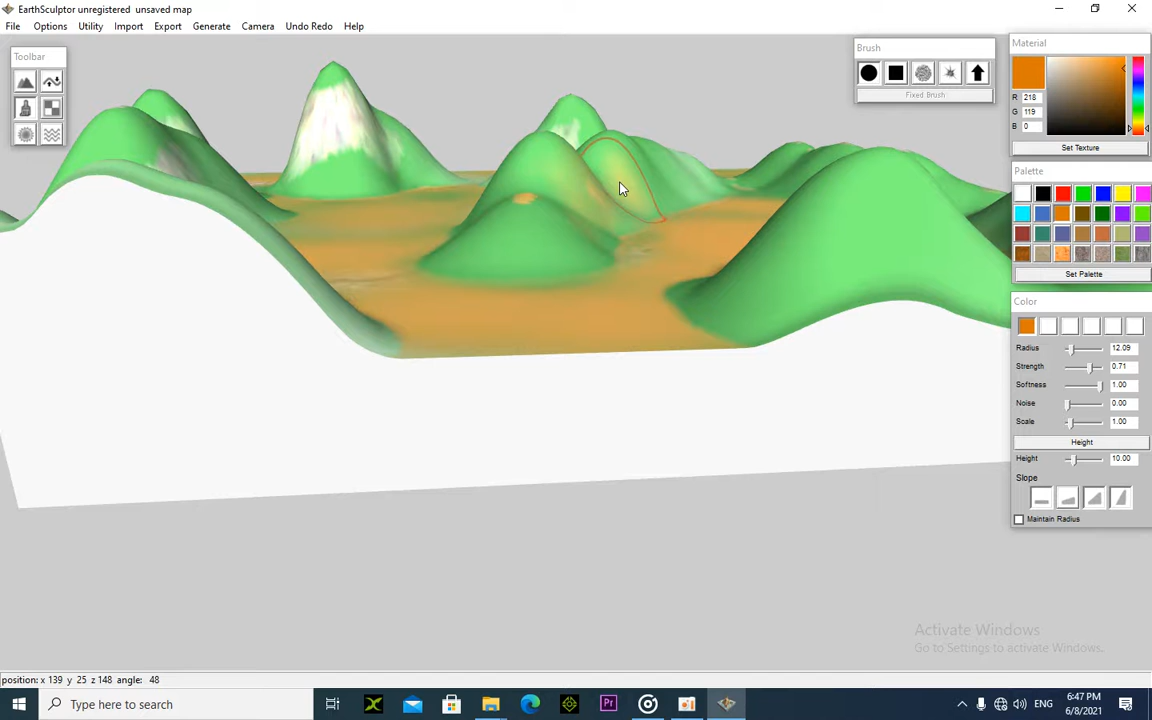 EarthSculptor unregistered  unsaved map
File Options Utility Import Export Generate Camera Undo Redo Help
Toolbar
Brush
Fixed Brush
Material
R 218
G 119
B 0
Set Texture
Palette
Set Palette
Color
Radius 12.09
Strength 0.71
Softness 1.00
Noise 0.00
Scale 1.00
Height
Height 10.00
Slope
Maintain Radius
Activate Windows
Go to Settings to activate Windows.
position: x 139  y 25  z 148  angle:  48
Type here to search
Pr
ENG
6:47 PM
6/8/2021